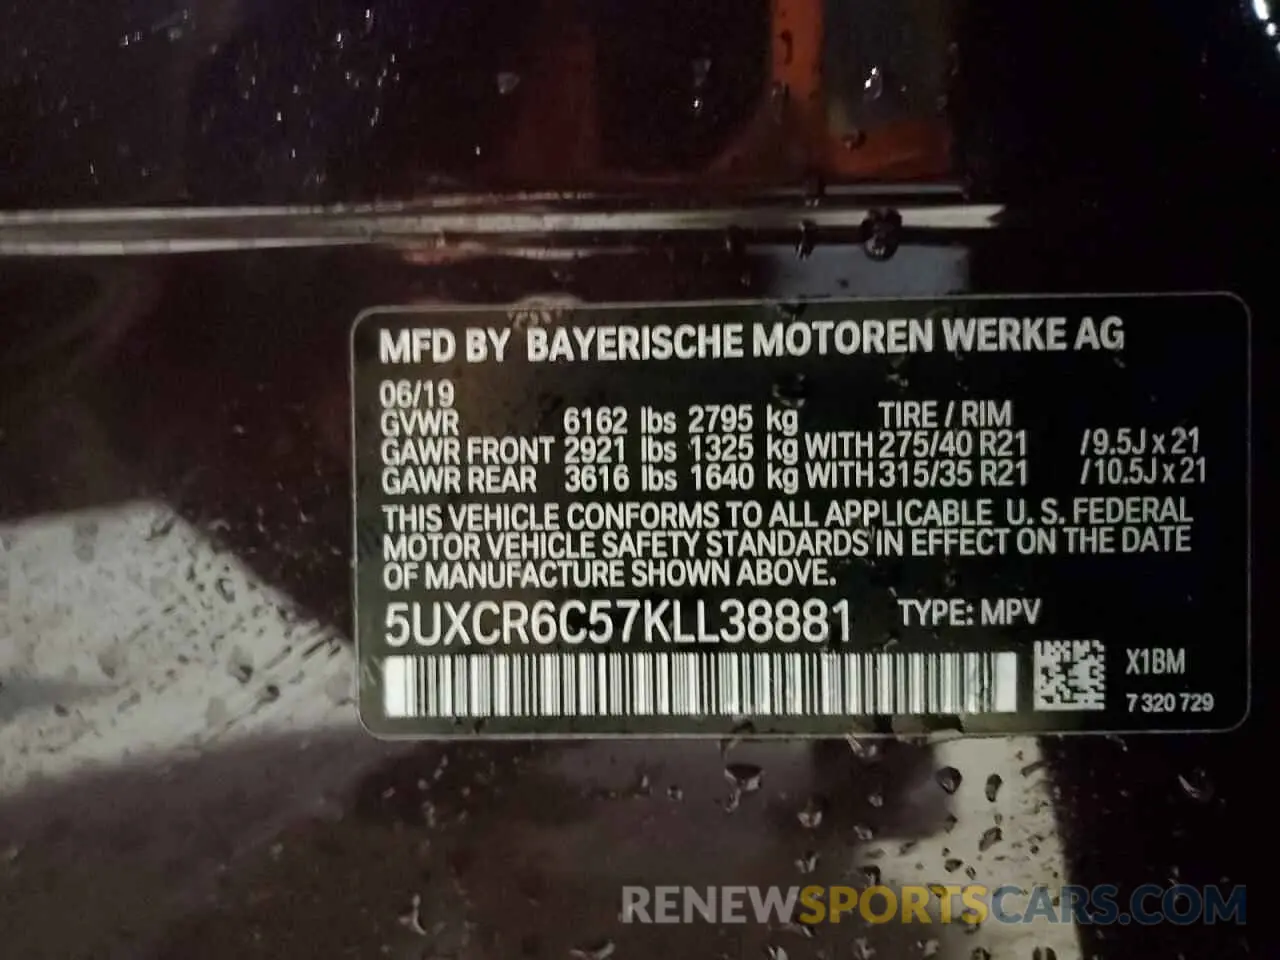 MFD BY BAYERISCHE MOTOREN WERKE AG
06/19
GVWR 6162 lbs 2795 kg TIRE / RIM
GAWR FRONT 2921 lbs 1325 kg WITH 275/40 R21 /9.5J x 21
GAWR REAR 3616 lbs 1640 kg WITH 315/35 R21 /10.5J x 21
THIS VEHICLE CONFORMS TO ALL APPLICABLE U. S. FEDERAL
MOTOR VEHICLE SAFETY STANDARDS IN EFFECT ON THE DATE
OF MANUFACTURE SHOWN ABOVE.
5UXCR6C57KLL38881 TYPE: MPV
X1BM
7 320 729
RENEWSPORTSCARS.COM